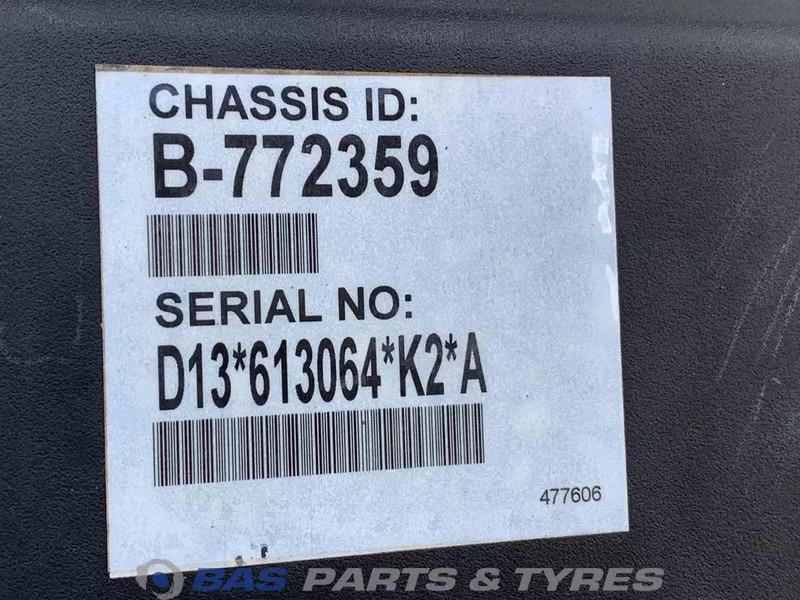 CHASSIS ID:
B-772359
SERIAL NO:
D13*613064*K2*A
477606
BAS PARTS & TYRES